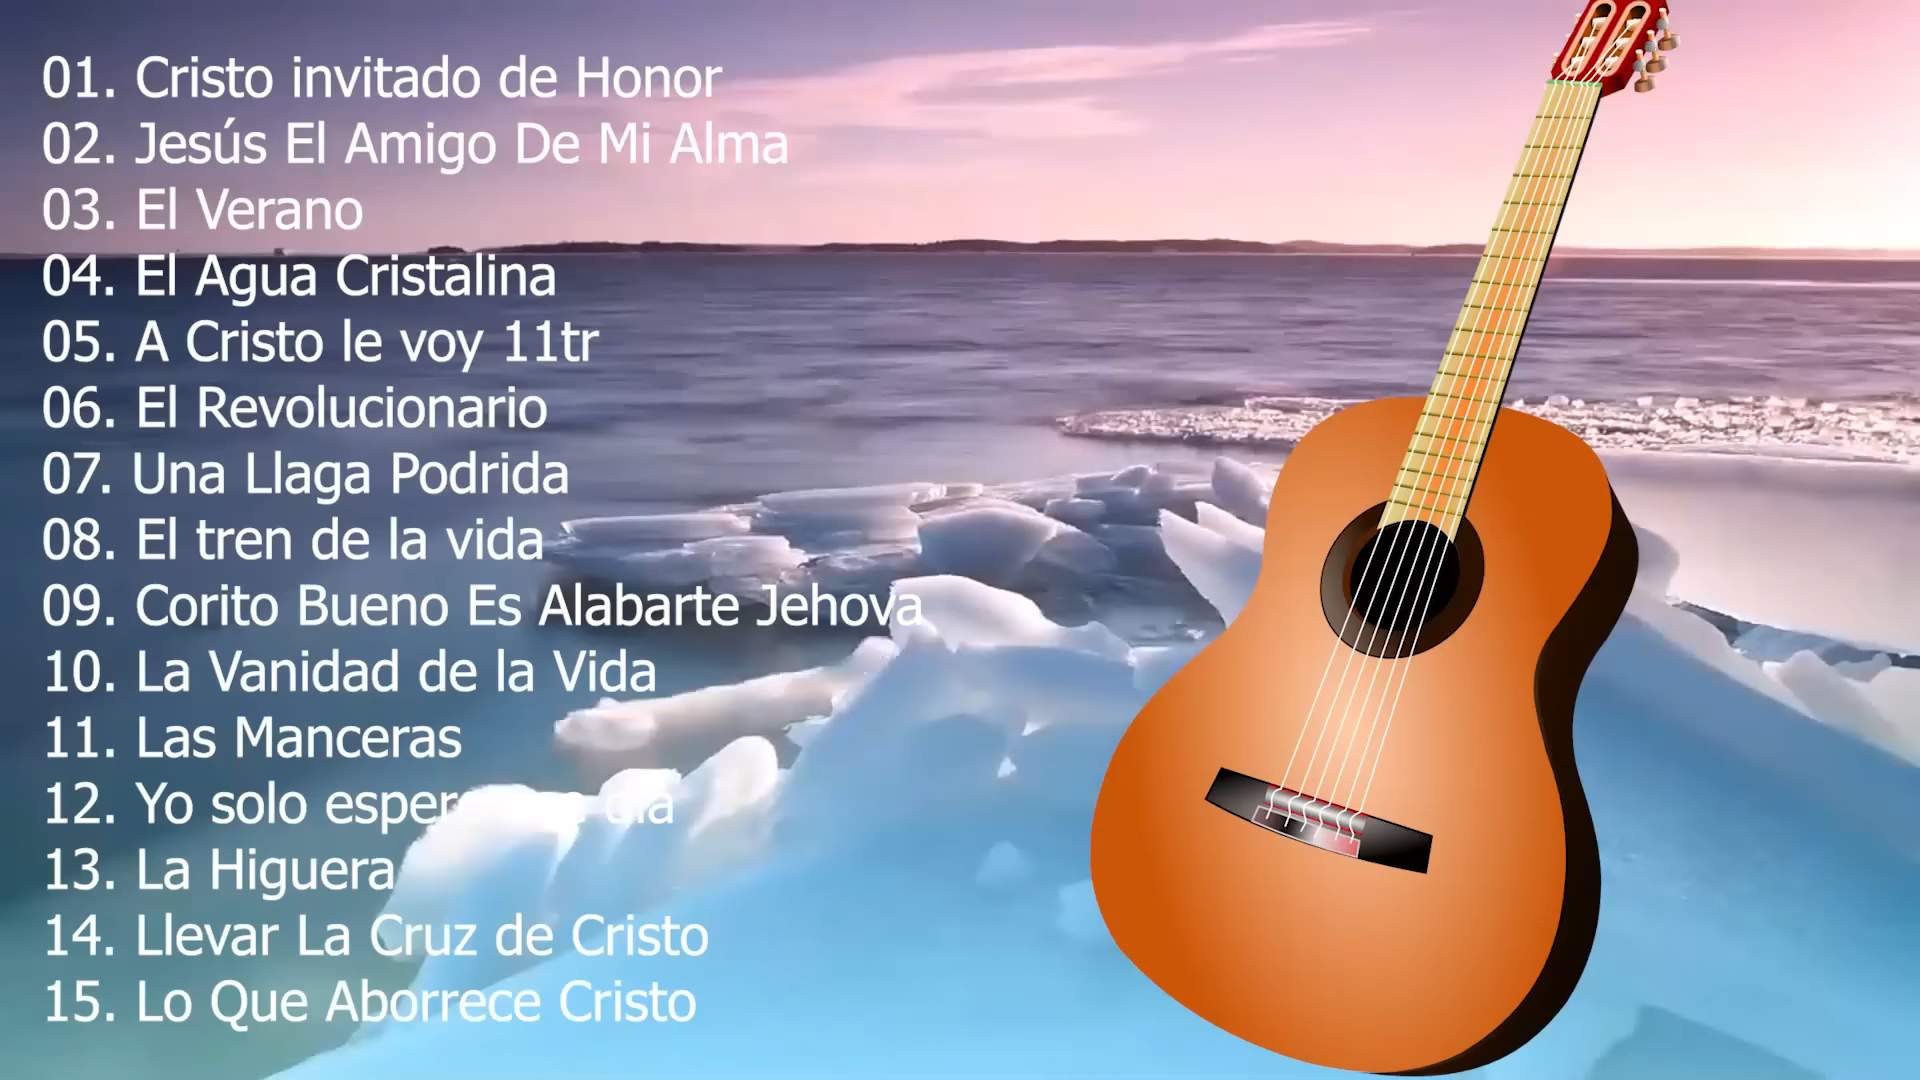 01. Cristo invitado de Honor
02. Jesús El Amigo De Mi Alma
03. El Verano
04. El Agua Cristalina
05. A Cristo le voy 11tr
06. El Revolucionario
07. Una Llaga Podrida
08. El tren de la vida
09. Corito Bueno Es Alabarte Jehova
10. La Vanidad de la Vida
11. Las Manceras
12. Yo solo día
13. La Higuera
14. Llevar La Cruz de Cristo
15. Lo Que Aborrece Cristo